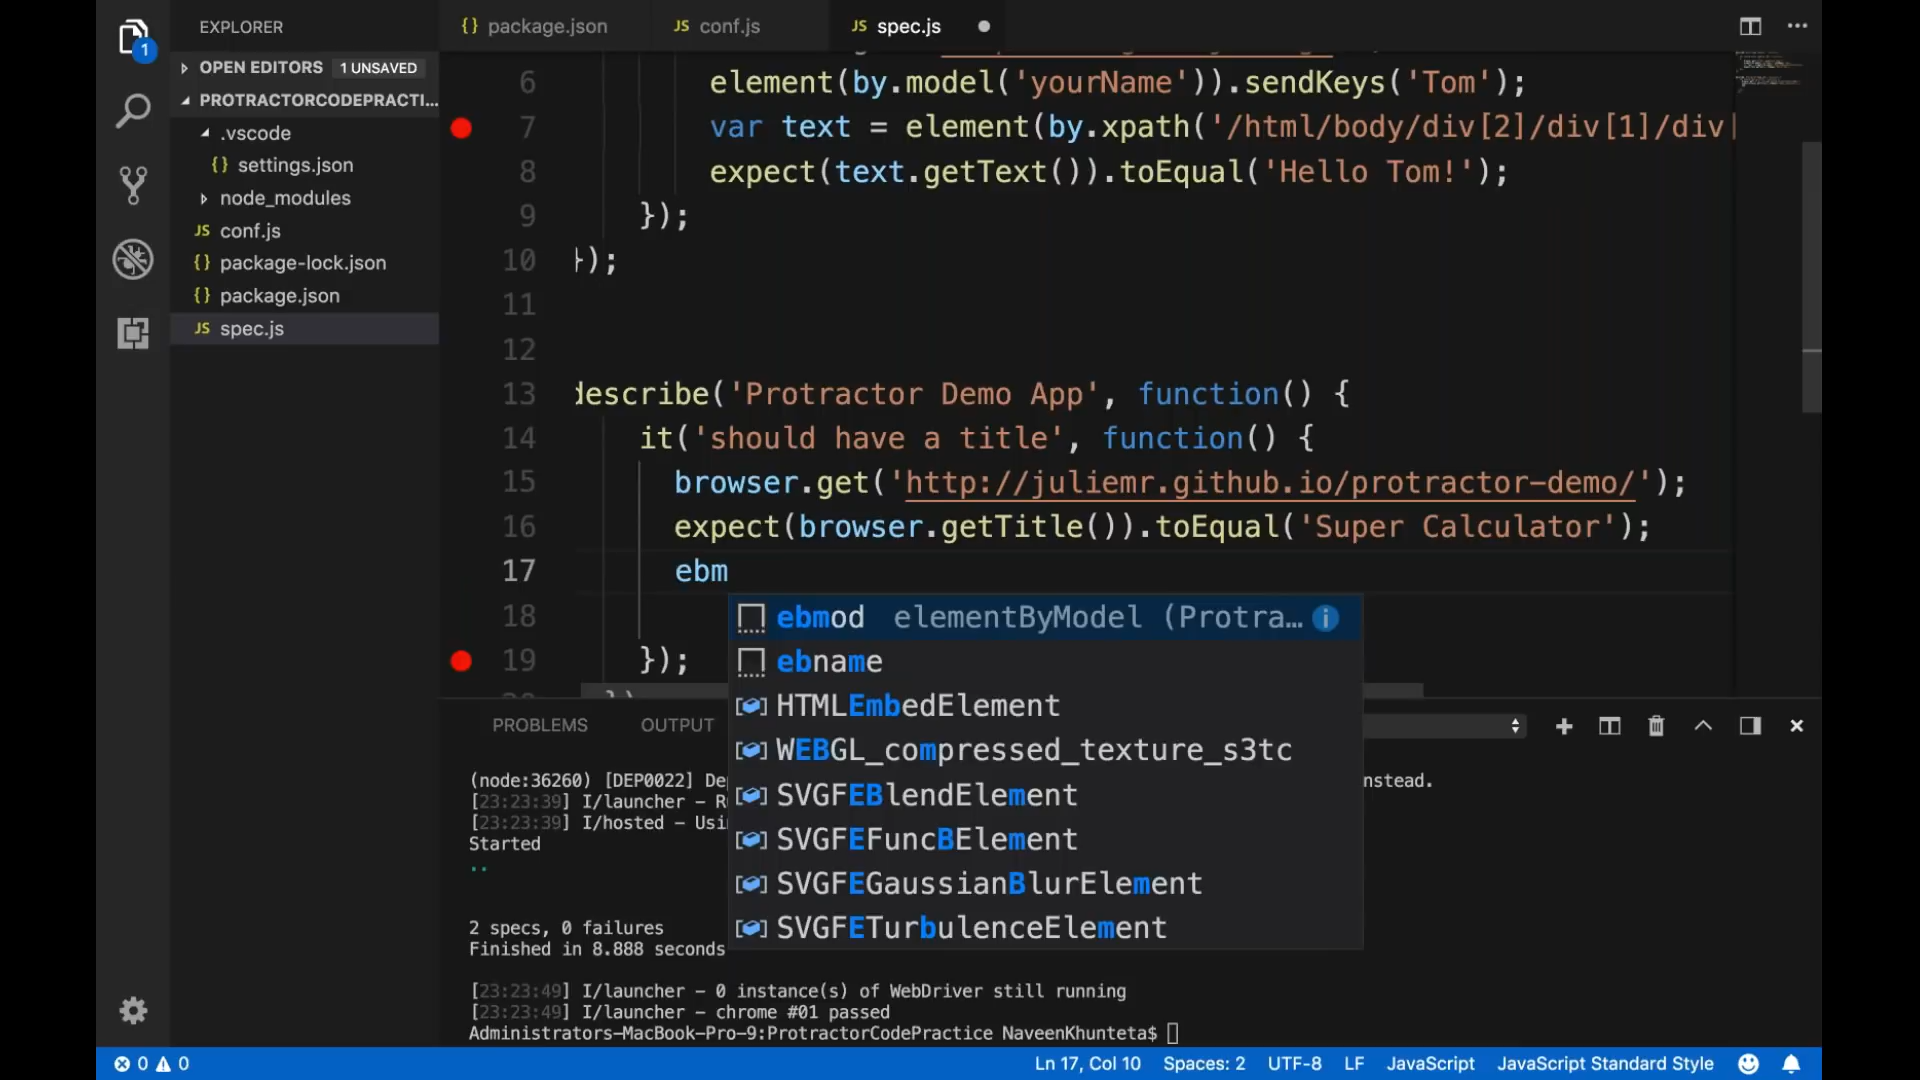 1
EXPLORER
OPEN EDITORS 1 UNSAVED
PROTRACTORCODEPRACTI...
.vscode
{} settings.json
node_modules
JS conf.js
{} package-lock.json
{} package.json
JS spec.js
{} package.json JS conf.js JS spec.js
6 element(by.model('yourName')).sendKeys('Tom');
7 var text = element(by.xpath('/html/body/div[2]/div[1]/div
8 expect(text.getText()).toEqual('Hello Tom!');
9 });
10 });
11
12
13 describe('Protractor Demo App', function() {
14 it('should have a title', function() {
15 browser.get('http://juliemr.github.io/protractor-demo/');
16 expect(browser.getTitle()).toEqual('Super Calculator');
17 ebm
18
19 });
ebmod elementByModel (Protra...
ebname
HTMLEmbedElement
WEBGL_compressed_texture_s3tc
SVGFEBlendElement
SVGFEFuncBElement
SVGFEGaussianBlurElement
SVGFETurbulenceElement
PROBLEMS OUTPUT
(node:36260) [DEP0022] De nstead.
[23:23:39] I/launcher – R
[23:23:39] I/hosted – Usi
Started
..
2 specs, 0 failures
Finished in 8.888 seconds
[23:23:49] I/launcher – 0 instance(s) of WebDriver still running
[23:23:49] I/launcher – chrome #01 passed
Administrators-MacBook-Pro-9:ProtractorCodePractice NaveenKhunteta$
0 0 Ln 17, Col 10 Spaces: 2 UTF-8 LF JavaScript JavaScript Standard Style